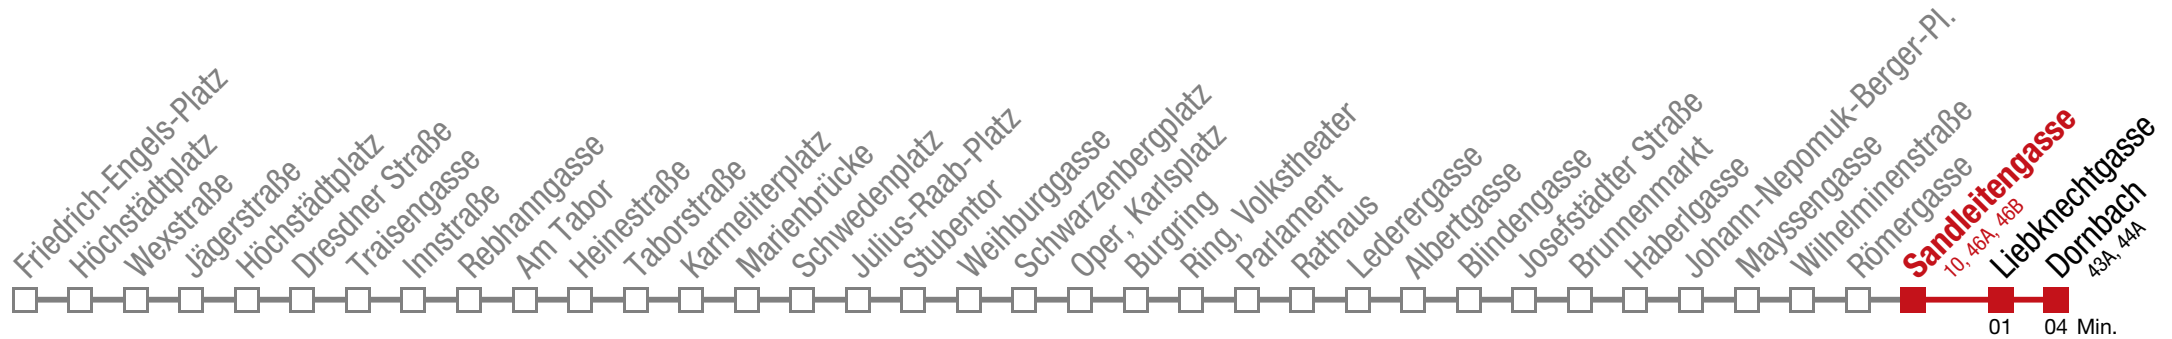 Friedrich-Engels-Platz
Höchstädtplatz
Wexstraße
Jägerstraße
Höchstädtplatz
Dresdner Straße
Traisengasse
Innstraße
Rebhanngasse
Am Tabor
Heinestraße
Taborstraße
Karmeliterplatz
Marienbrücke
Schwedenplatz
Julius-Raab-Platz
Stubentor
Weihburggasse
Schwarzenbergplatz
Oper, Karlsplatz
Burgring
Ring, Volkstheater
Parlament
Rathaus
Lederergasse
Albertgasse
Blindengasse
Josefstädter Straße
Brunnenmarkt
Haberlgasse
Johann-Nepomuk-Berger-Pl.
Mayssengasse
Wilhelminenstraße
Römergasse
Sandleitengasse
10, 46A, 46B
Liebknechtgasse
Dornbach
43A, 44A
01 04 Min.